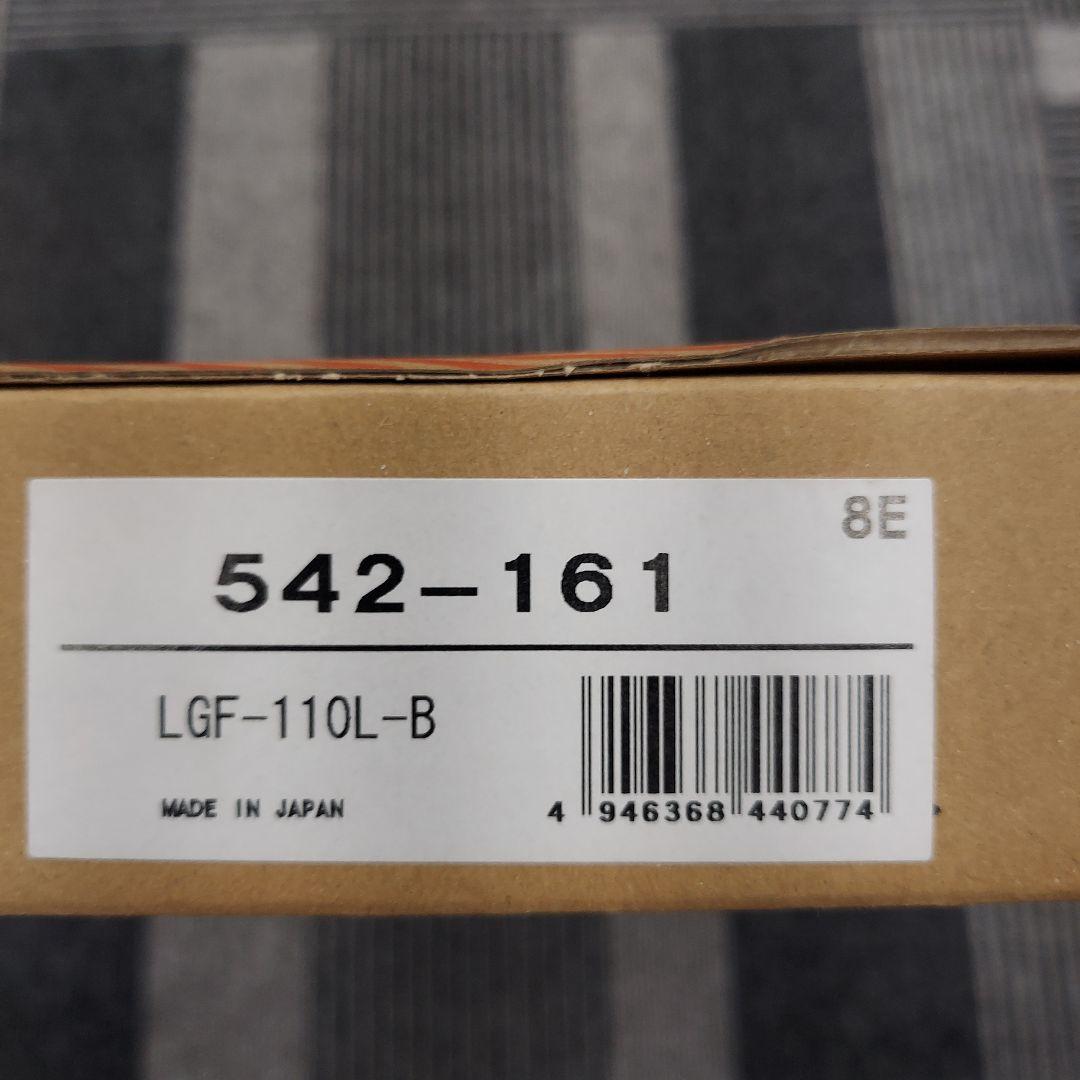 8E
542-161
LGF-110L-B
MADE IN JAPAN
4 946368 440774